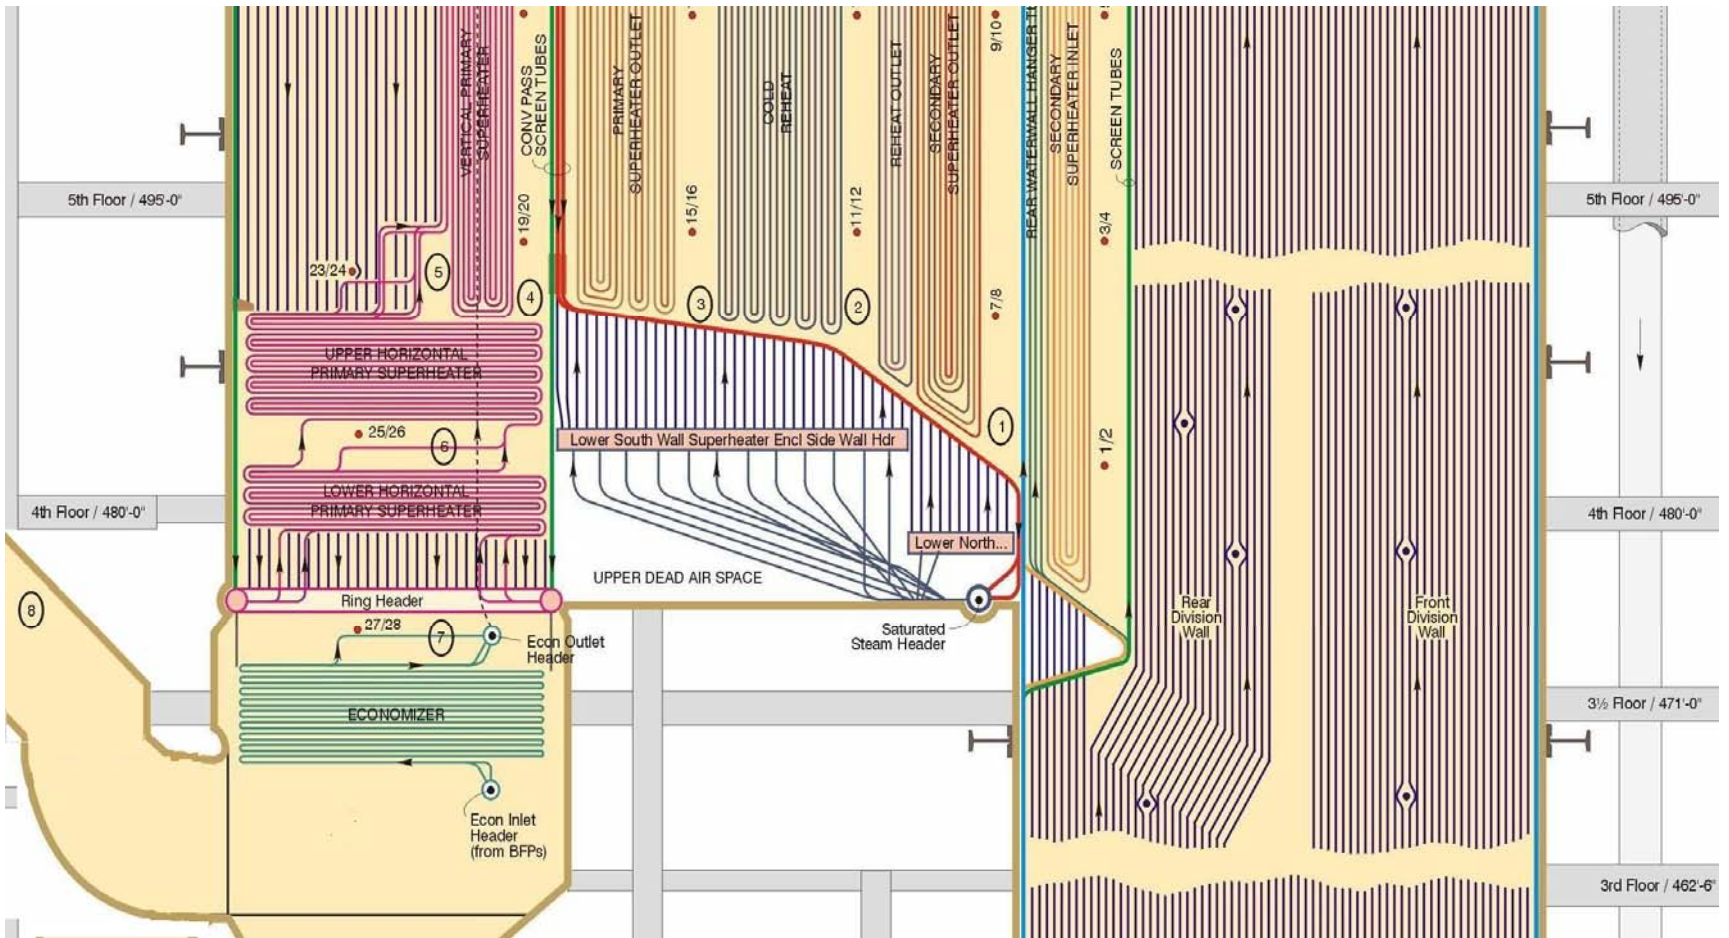 VERTICAL PRIMARY
SUPERHEATER
CONV PASS
SCREEN TUBES
PRIMARY
SUPERHEATER OUTLET
COLD
REHEAT
REHEAT OUTLET
SECONDARY
SUPERHEATER OUTLET
9/10
REAR WATERWALL HANGER
SECONDARY
SUPERHEATER INLET
SCREEN TUBES
5th Floor / 495'-0"
5th Floor / 495'-0"
19/20
15/16
11/12
3/4
23/24
5
4
3
2
7/8
UPPER HORIZONTAL
PRIMARY SUPERHEATER
25/26
6
Lower South Wall Superheater Encl Side Wall Hdr
1
1/2
LOWER HORIZONTAL
PRIMARY SUPERHEATER
4th Floor / 480'-0"
4th Floor / 480'-0"
Lower North...
UPPER DEAD AIR SPACE
8
Ring Header
27/28
7
Econ Outlet
Header
Saturated
Steam Header
Rear
Division
Wall
Front
Division
Wall
ECONOMIZER
3½ Floor / 471'-0"
Econ Inlet
Header
(from BFPs)
3rd Floor / 462'-6"